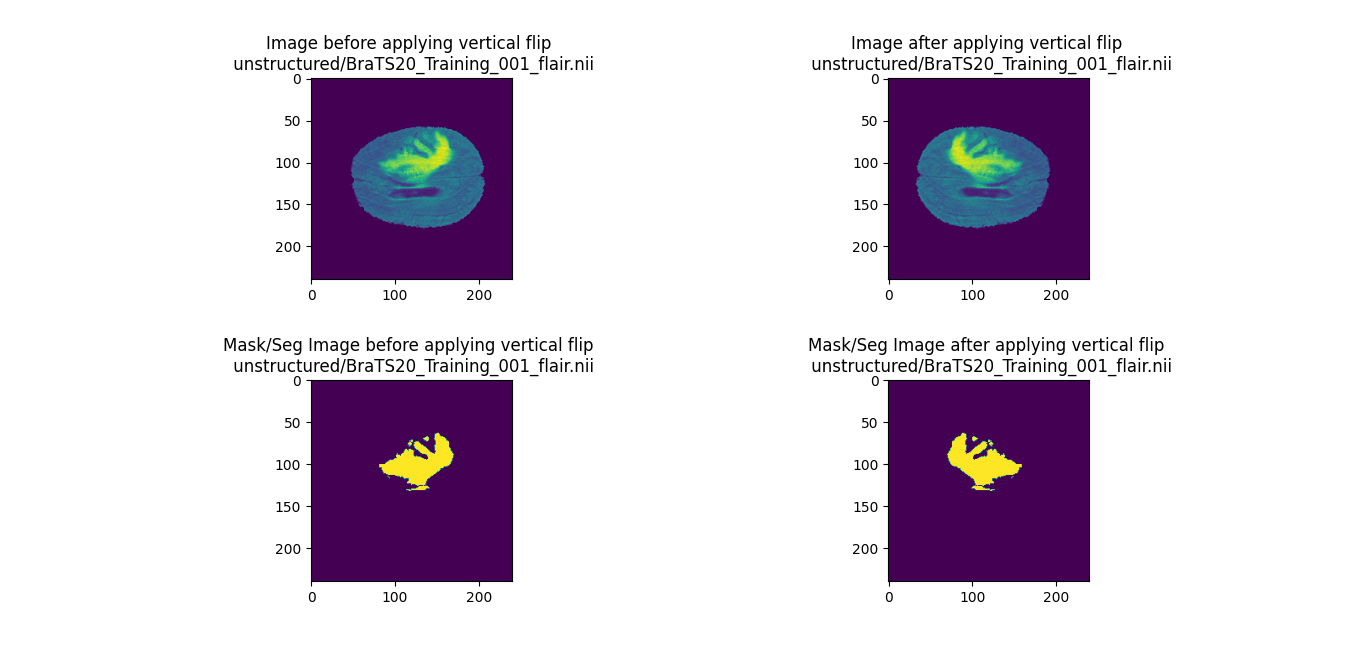 Image before applying vertical flip
unstructured/BraTS20_Training_001_flair.nii
0
50
100
150
200
0 100 200
Image after applying vertical flip
unstructured/BraTS20_Training_001_flair.nii
0
50
100
150
200
0 100 200
Mask/Seg Image before applying vertical flip
unstructured/BraTS20_Training_001_flair.nii
0
50
100
150
200
0 100 200
Mask/Seg Image after applying vertical flip
unstructured/BraTS20_Training_001_flair.nii
0
50
100
150
200
0 100 200